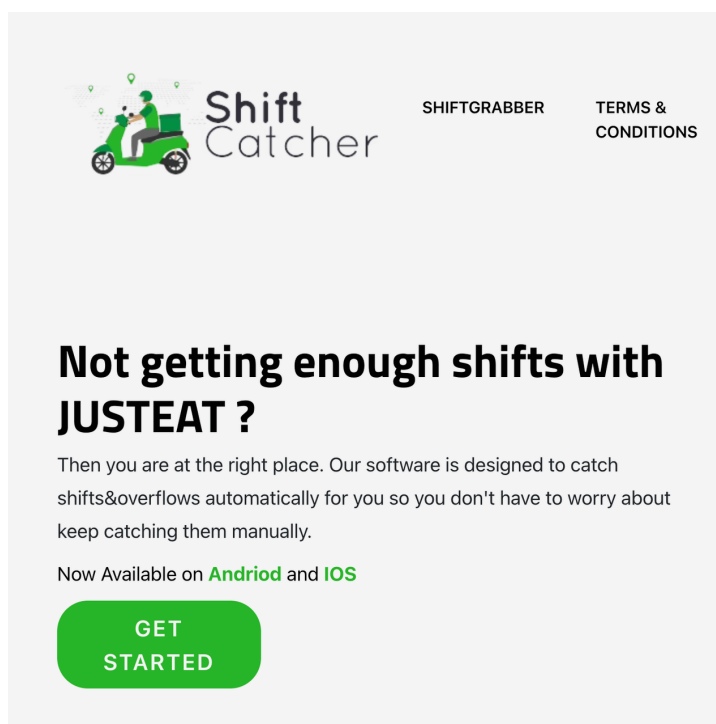 Shift
Catcher
SHIFTGRABBER
TERMS &
CONDITIONS
Not getting enough shifts with
JUSTEAT ?
Then you are at the right place. Our software is designed to catch
shifts&overflows automatically for you so you don't have to worry about
keep catching them manually.
Now Available on Andriod and IOS
GET
STARTED